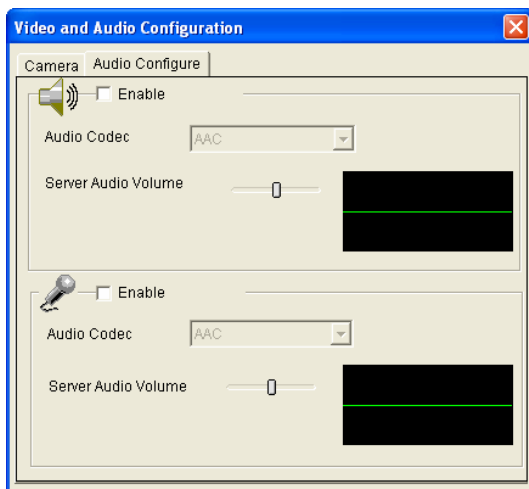 Video and Audio Configuration
Camera Audio Configure
Enable
Audio Codec AAC
Server Audio Volume
Enable
Audio Codec AAC
Server Audio Volume